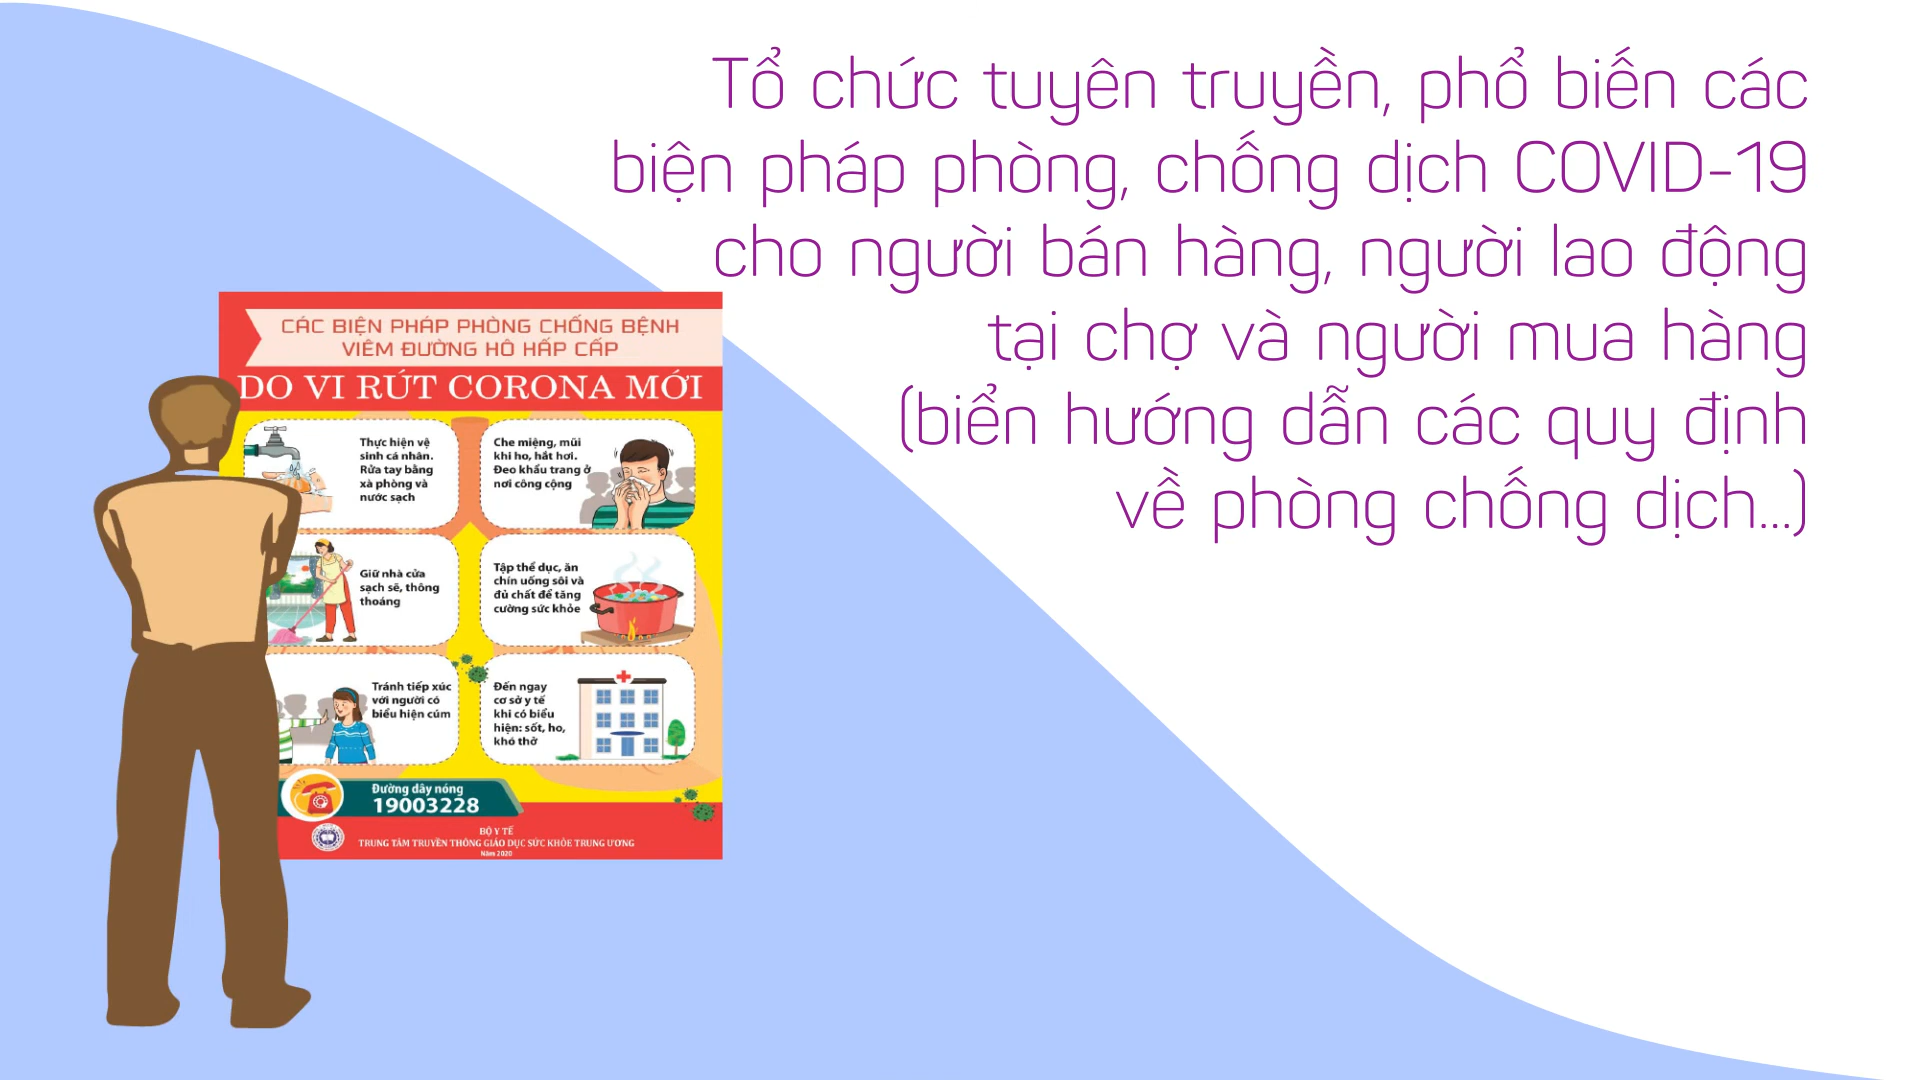 Tổ chức tuyên truyền, phổ biến các
biện pháp phòng, chống dịch COVID-19
cho người bán hàng, người lao động
tại chợ và người mua hàng
(biển hướng dẫn các quy định
về phòng chống dịch...)
CÁC BIỆN PHÁP PHÒNG CHỐNG BỆNH
VIÊM ĐƯỜNG HÔ HẤP CẤP
DO VI RÚT CORONA MỚI
Thực hiện vệ
sinh cá nhân.
Rửa tay bằng
xà phòng và
nước sạch
Che miệng, mũi
khi ho, hắt hơi.
Đeo khẩu trang ở
nơi công cộng
Giữ nhà cửa
sạch sẽ, thông
thoáng
Tập thể dục, ăn
chín uống sôi và
đủ chất để tăng
cường sức khỏe
Tránh tiếp xúc
với người có
biểu hiện cúm
Đến ngay
cơ sở y tế
khi có biểu
hiện: sốt, ho,
khó thở
Đường dây nóng
19003228
BỘ Y TẾ
TRUNG TÂM TRUYỀN THÔNG GIÁO DỤC SỨC KHỎE TRUNG ƯƠNG
Năm 2020